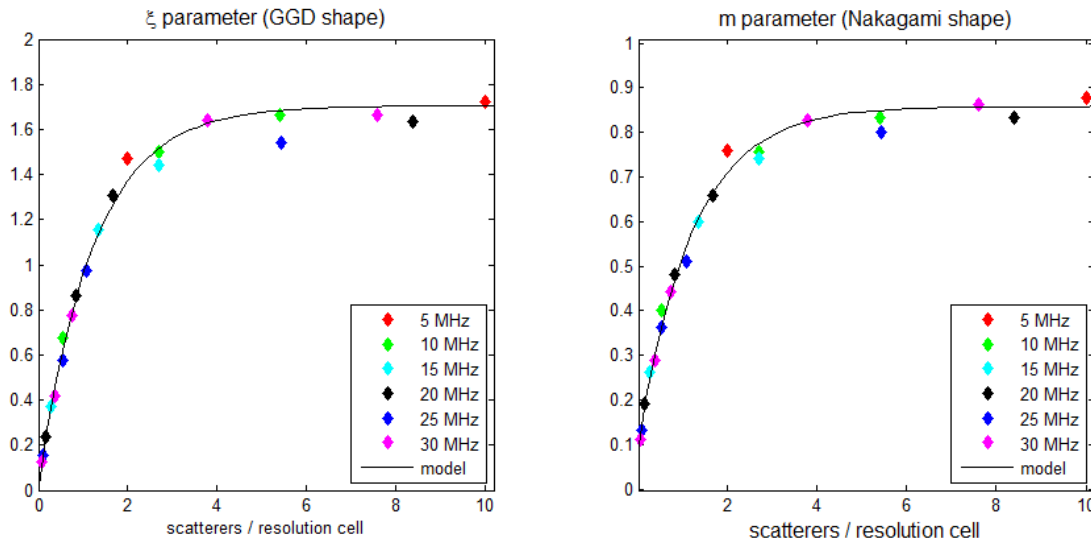 ξ parameter (GGD shape)
2
1.8
1.6
1.4
1.2
1
0.8
0.6
0.4
0.2
0
0 2 4 6 8 10
scatterers / resolution cell
5 MHz
10 MHz
15 MHz
20 MHz
25 MHz
30 MHz
model
m parameter (Nakagami shape)
1
0.9
0.8
0.7
0.6
0.5
0.4
0.3
0.2
0.1
0
2 4 6 8 10
scatterers / resolution cell
5 MHz
10 MHz
15 MHz
20 MHz
25 MHz
30 MHz
model